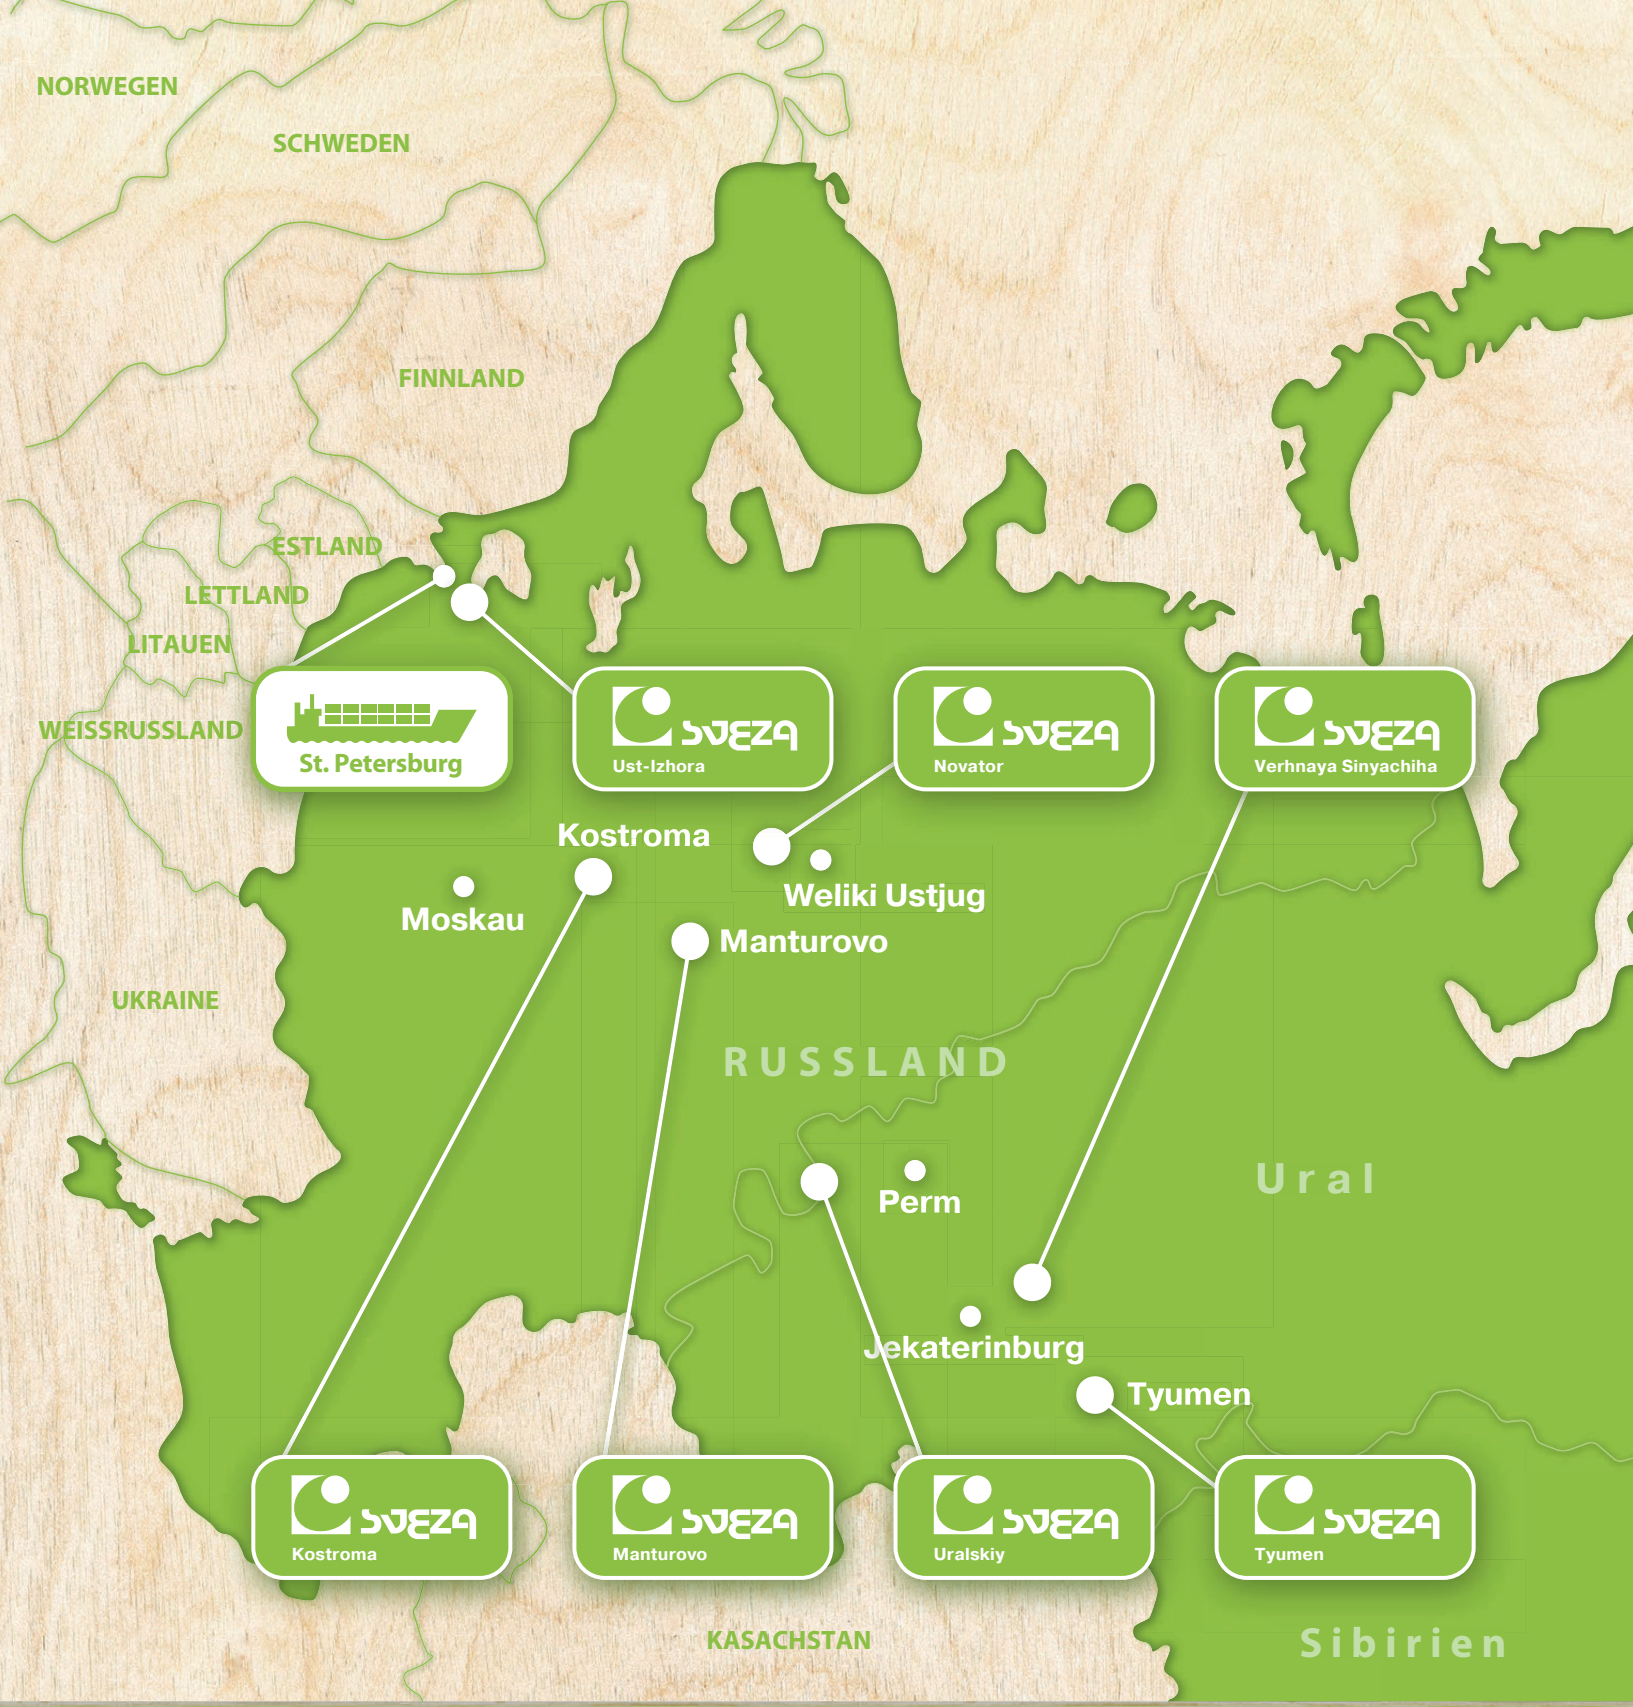 NORWEGEN
SCHWEDEN
FINNLAND
ESTLAND
LETTLAND
LITAUEN
WEISSRUSSLAND
St. Petersburg
SVEZA
Ust-Izhora
SVEZA
Novator
SVEZA
Verhnaya Sinyachiha
Kostroma
Moskau
Weliki Ustjug
Manturovo
UKRAINE
RUSSLAND
Ural
Perm
Jekaterinburg
Tyumen
SVEZA
Kostroma
SVEZA
Manturovo
SVEZA
Uralskiy
SVEZA
Tyumen
KASACHSTAN
Sibirien